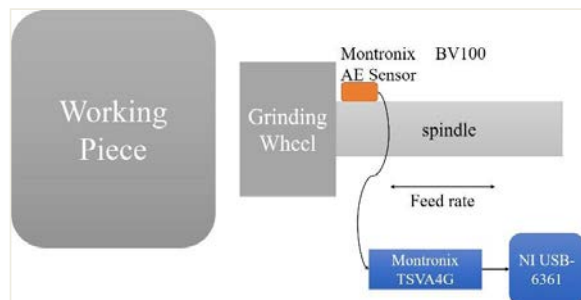 Working
Piece
Grinding
Wheel
Montronix BV100
AE Sensor
spindle
Feed rate
Montronix
TSVA4G
NI USB-
6361